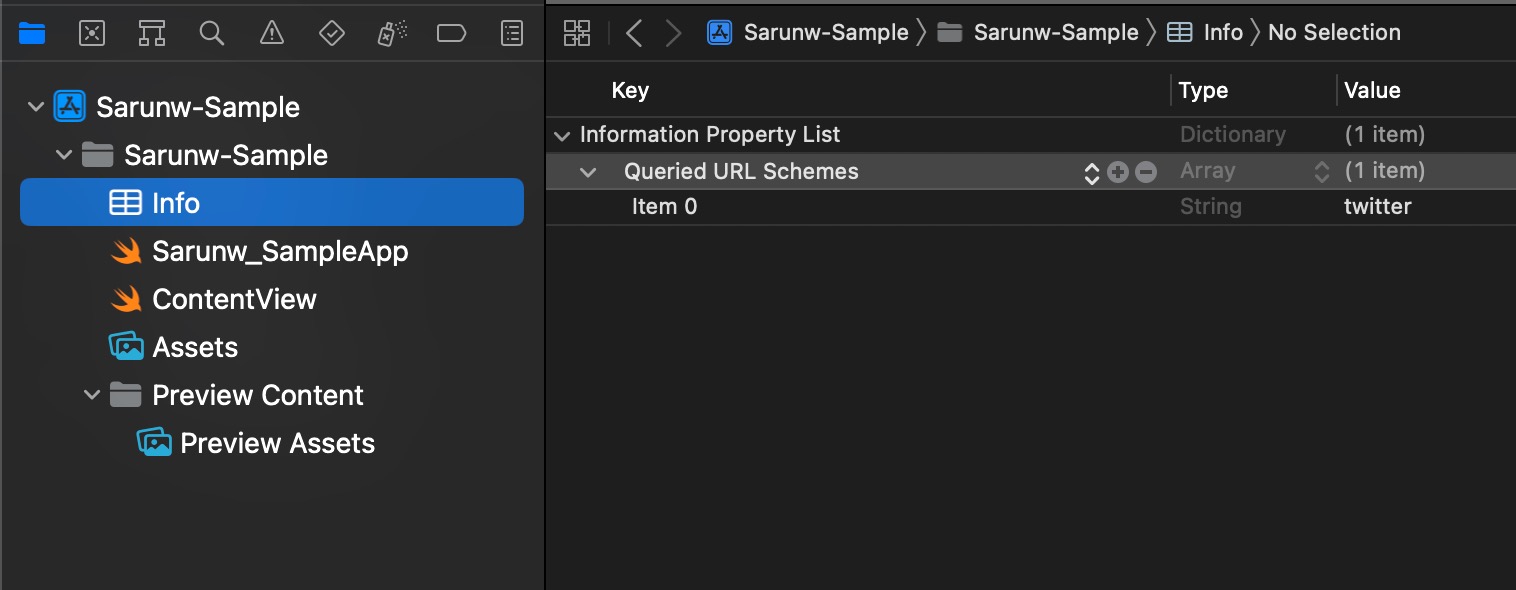 Sarunw-Sample
Sarunw-Sample
Info
Sarunw_SampleApp
ContentView
Assets
Preview Content
Preview Assets
Sarunw-Sample Sarunw-Sample Info No Selection
Key Type Value
Information Property List Dictionary (1 item)
Queried URL Schemes Array (1 item)
Item 0 String twitter